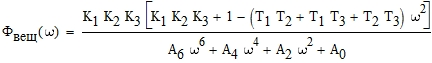 Φвещ(ω) = K₁ K₂ K₃ [K₁ K₂ K₃ + 1 − (T₁ T₂ + T₁ T₃ + T₂ T₃) ω²]
A₆ ω⁶ + A₄ ω⁴ + A₂ ω² + A₀